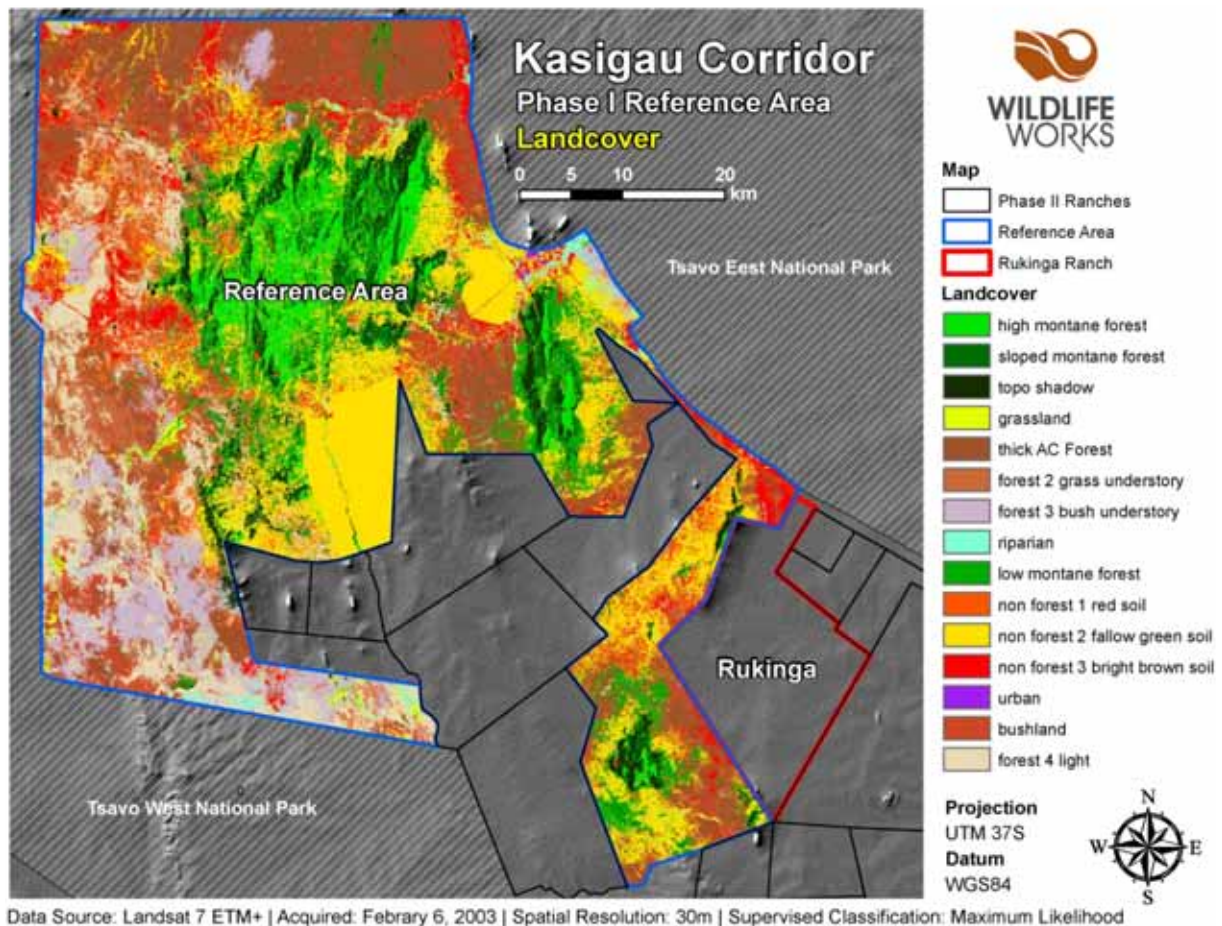 Kasigau Corridor
Phase I Reference Area
Landcover
0 5 10 20
km
Reference Area
Tsavo Eest National Park
Rukinga
Tsavo West National Park
WILDLIFE
WORKS
Map
Phase II Ranches
Reference Area
Rukinga Ranch
Landcover
high montane forest
sloped montane forest
topo shadow
grassland
thick AC Forest
forest 2 grass understory
forest 3 bush understory
riparian
low montane forest
non forest 1 red soil
non forest 2 fallow green soil
non forest 3 bright brown soil
urban
bushland
forest 4 light
Projection
UTM 37S
Datum
WGS84
N
W E
S
Data Source: Landsat 7 ETM+ | Acquired: Febrary 6, 2003 | Spatial Resolution: 30m | Supervised Classification: Maximum Likelihood